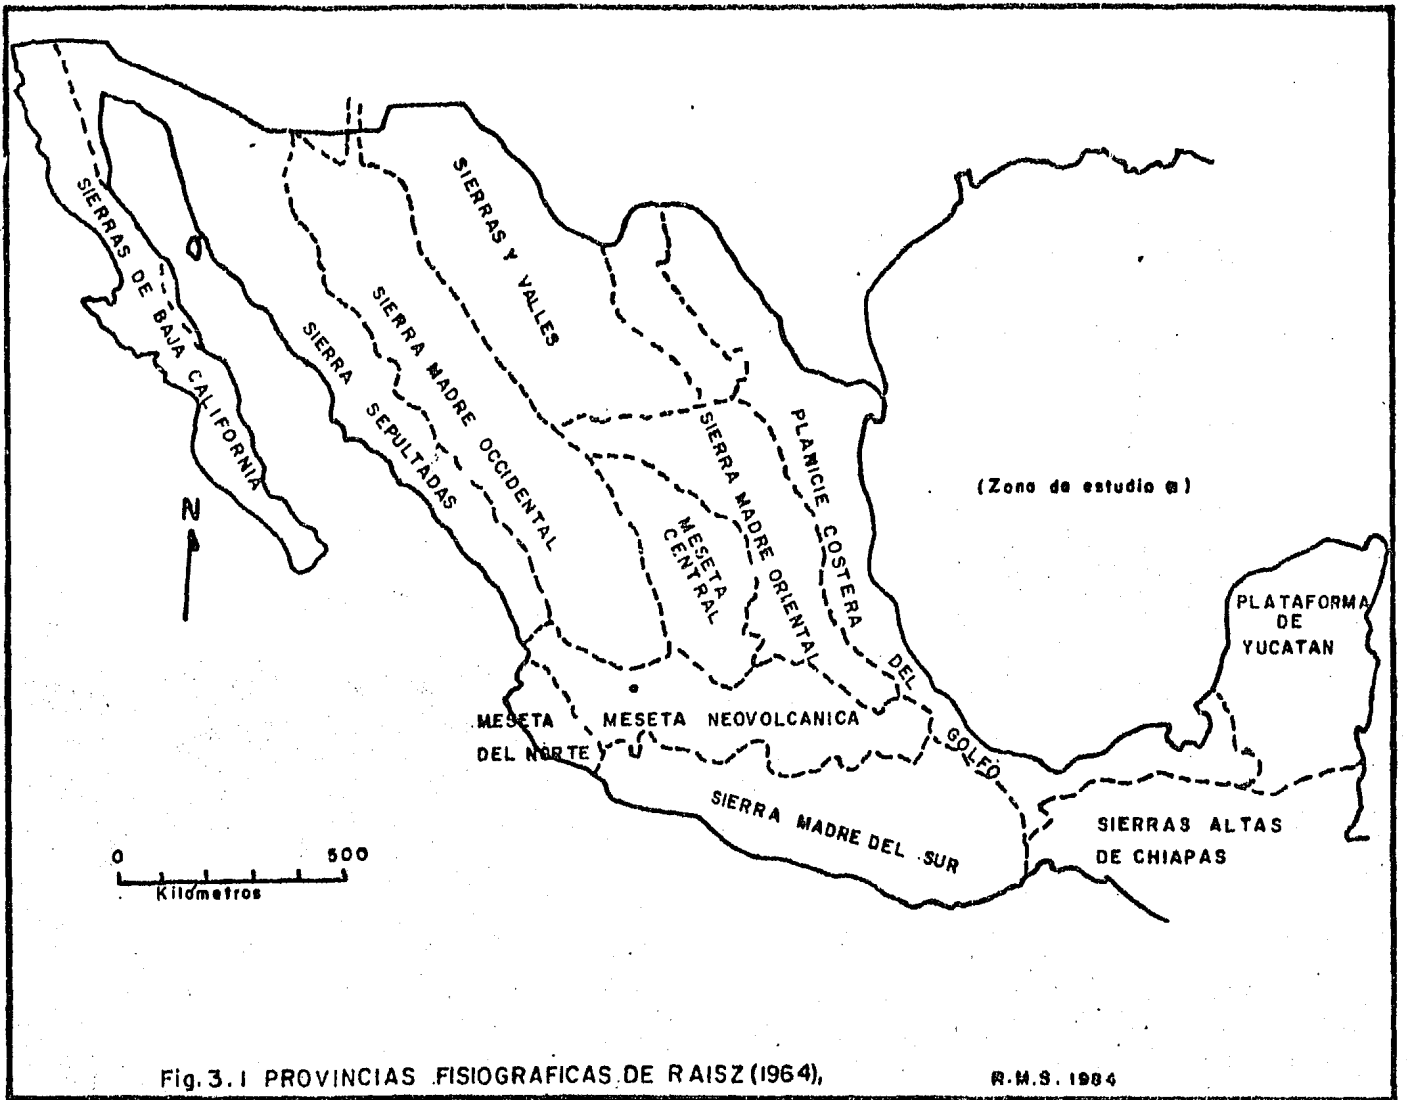 SIERRAS DE BAJA CALIFORNIA
SIERRAS Y VALLES
SIERRA MADRE OCCIDENTAL
SIERRA SEPULTADAS
SIERRA MADRE ORIENTAL
PLANICIE COSTERA DEL GOLFO
MESETA
CENTRAL
(Zona de estudio )
N
PLATAFORMA
DE
YUCATAN
MESETA
DEL NORTE
MESETA NEOVOLCANICA
SIERRA MADRE DEL SUR
SIERRAS ALTAS
DE CHIAPAS
0 500
Kilómetros
Fig. 3.1 PROVINCIAS FISIOGRAFICAS DE RAISZ (1964),
R.M.S. 1984